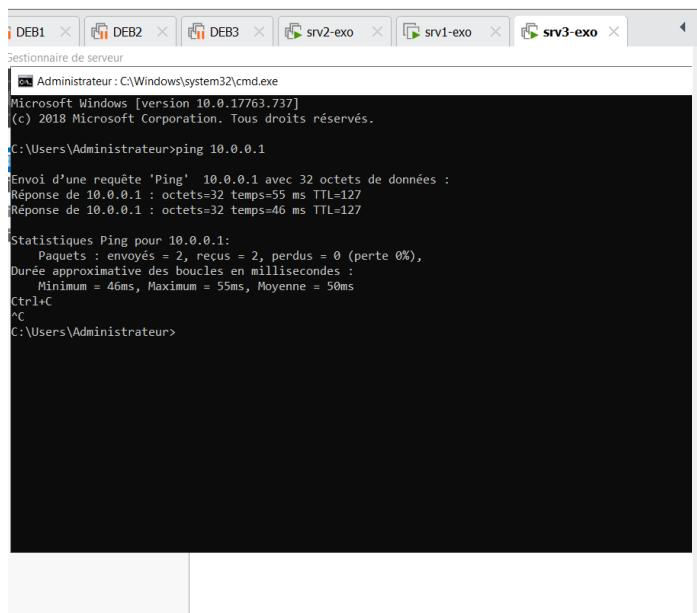 DEB1 DEB2 DEB3 srv2-exo srv1-exo srv3-exo
Gestionnaire de serveur
Administrateur : C:\Windows\system32\cmd.exe
Microsoft Windows [version 10.0.17763.737]
(c) 2018 Microsoft Corporation. Tous droits réservés.
C:\Users\Administrateur>ping 10.0.0.1
Envoi d’une requête 'Ping'  10.0.0.1 avec 32 octets de données :
Réponse de 10.0.0.1 : octets=32 temps=55 ms TTL=127
Réponse de 10.0.0.1 : octets=32 temps=46 ms TTL=127
Statistiques Ping pour 10.0.0.1:
    Paquets : envoyés = 2, reçus = 2, perdus = 0 (perte 0%),
Durée approximative des boucles en millisecondes :
    Minimum = 46ms, Maximum = 55ms, Moyenne = 50ms
Ctrl+C
^C
C:\Users\Administrateur>